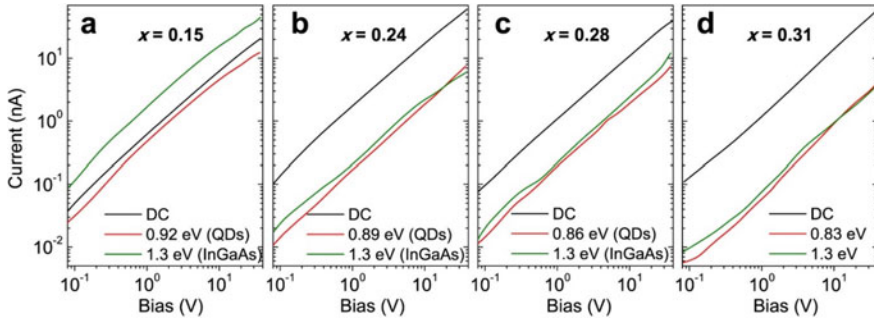 a
x = 0.15
b
x = 0.24
c
x = 0.28
d
x = 0.31
Current (nA)
10¹
10⁰
10⁻¹
10⁻²
DC
0.92 eV (QDs)
1.3 eV (InGaAs)
DC
0.89 eV (QDs)
1.3 eV (InGaAs)
DC
0.86 eV (QDs)
1.3 eV (InGaAs)
DC
0.83 eV
1.3 eV
10⁻¹ 10⁰ 10¹
10⁻¹ 10⁰ 10¹
10⁻¹ 10⁰ 10¹
10⁻¹ 10⁰ 10¹
Bias (V)
Bias (V)
Bias (V)
Bias (V)